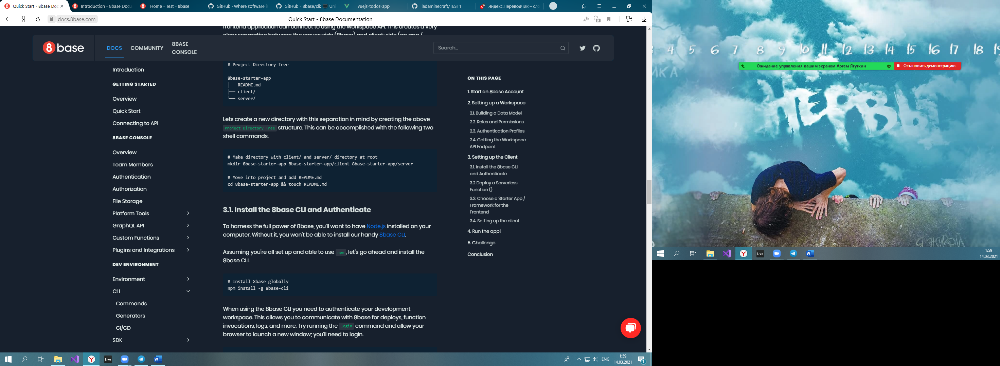 Quick Start - 8base Doc
Introduction - 8base Docu
Home - Test - 8base
GitHub · Where software is
GitHub - 8base/cli: 🖥️ Uni
vuejs-todos-app
ladaminecraft/TEST1
Яндекс.Переводчик – сло
docs.8base.com
Quick Start - 8base Documentation
9
frontend application can connect to using the workspace API. This creates a very
clear separation between the server-side (8base) and client-side (an app /
8 base
DOCS
COMMUNITY
8BASE
CONSOLE
Search...
Introduction
GETTING STARTED
Overview
Quick Start
Connecting to API
8BASE CONSOLE
Overview
Team Members
Authentication
Authorization
File Storage
Platform Tools
GraphQL API
Custom Functions
Plugins and Integrations
DEV ENVIRONMENT
Environment
CLI
Commands
Generators
CI/CD
SDK
# Project Directory Tree
8base-starter-app
├── README.md
├── client/
└── server/
Lets create a new directory with this separation in mind by creating the above
Project Directory Tree structure. This can be accomplished with the following two
shell commands.
# Make directory with client/ and server/ directory at root
mkdir 8base-starter-app 8base-starter-app/client 8base-starter-app/server
# Move into project and add README.md
cd 8base-starter-app && touch README.md
3.1. Install the 8base CLI and Authenticate
To harness the full power of 8base, you'll want to have Node.js installed on your
computer. Without it, you won't be able to install our handy 8base CLI.
Assuming you're all set up and able to use npm, let's go ahead and install the
8base CLI.
# Install 8base globally
npm install -g 8base-cli
When using the 8base CLI you need to authenticate your development
workspace. This allows you to communicate with 8base for deploys, function
invocations, logs, and more. Try running the login command and allow your
browser to launch a new window; you'll need to login.
ON THIS PAGE
1. Start an 8base Account
2. Setting up a Workspace
2.1. Building a Data Model
2.2. Roles and Permissions
2.3. Authentication Profiles
2.4. Getting the Workspace
API Endpoint
3. Setting up the Client
3.1. Install the 8base CLI
and Authenticate
3.2 Deploy a Serverless
Function ()
3.3. Choose a Starter App /
Framework for the
Frontend
3.4. Setting up the client
4. Run the app!
5. Challenge
Conclusion
Live
ENG
1:59
14.03.2021
1
4 5 6 7 8 9 10 11 12 13 14 15 16 17 18
Ожидание управления вашим экраном Артем Ягуткин
Остановить демонстрацию
ЧЕРВЬ
Live
1:59
14.03.2021